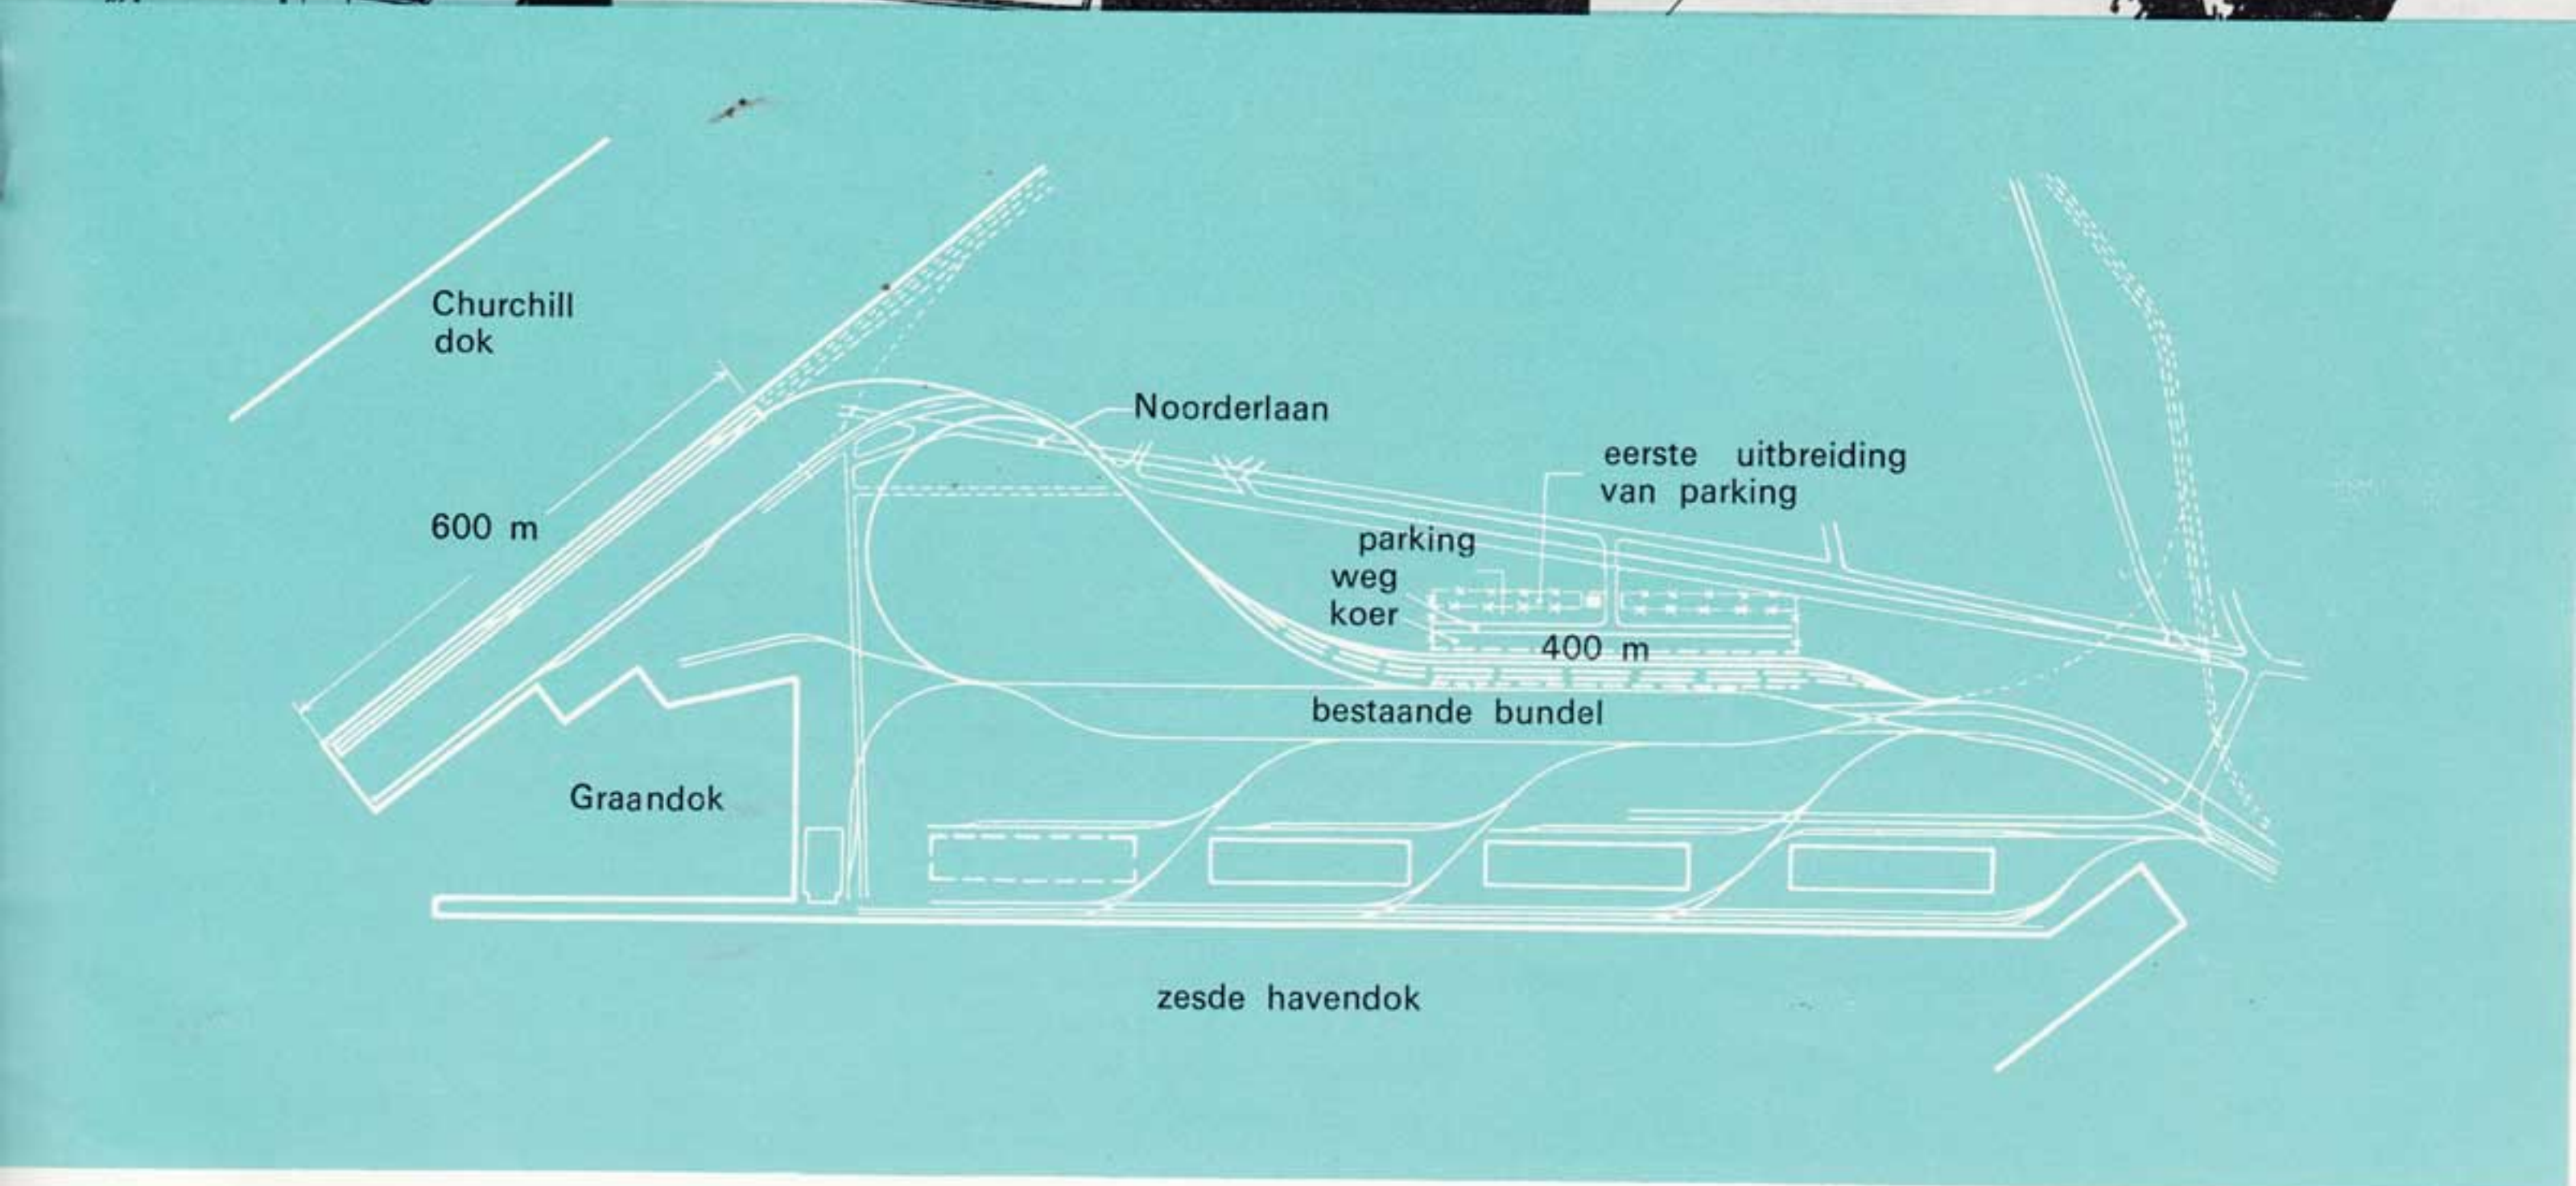 Churchill
dok
Noorderlaan
eerste uitbreiding
van parking
600 m
parking
weg
koer
400 m
bestaande bundel
Graandok
zesde havendok